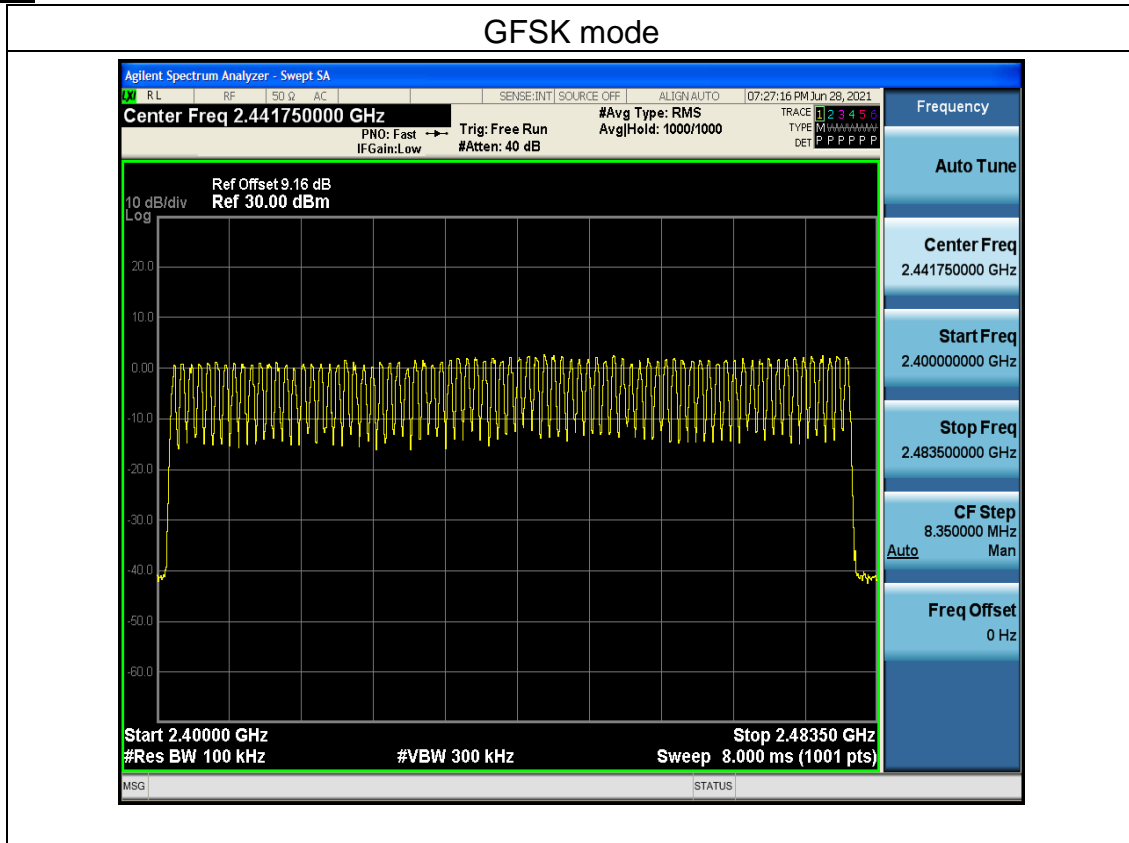 GFSK mode
Agilent Spectrum Analyzer - Swept SA
LXI RL RF 50 Ω AC SENSE:INT SOURCE OFF ALIGN AUTO 07:27:16 PM Jun 28, 2021
Center Freq 2.441750000 GHz
#Avg Type: RMS
TRACE 1 2 3 4 5 6
PNO: Fast Trig: Free Run Avg|Hold: 1000/1000
TYPE M WWWWW
IFGain:Low #Atten: 40 dB
DET P P P P P P
Ref Offset 9.16 dB
10 dB/div Ref 30.00 dBm
Log
20.0
10.0
0.00
-10.0
-20.0
-30.0
-40.0
-50.0
-60.0
Start 2.40000 GHz Stop 2.48350 GHz
#Res BW 100 kHz #VBW 300 kHz Sweep 8.000 ms (1001 pts)
MSG STATUS
Frequency
Auto Tune
Center Freq
2.441750000 GHz
Start Freq
2.400000000 GHz
Stop Freq
2.483500000 GHz
CF Step
8.350000 MHz
Auto Man
Freq Offset
0 Hz